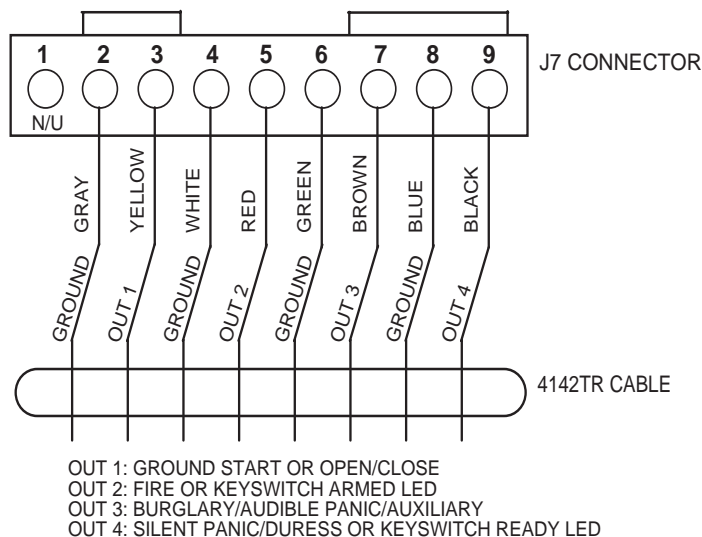 1 2 3 4 5 6 7 8 9
J7 CONNECTOR
N/U
GRAY
YELLOW
WHITE
RED
GREEN
BROWN
BLUE
BLACK
GROUND
OUT 1
GROUND
OUT 2
GROUND
OUT 3
GROUND
OUT 4
4142TR CABLE
OUT 1: GROUND START OR OPEN/CLOSE
OUT 2: FIRE OR KEYSWITCH ARMED LED
OUT 3: BURGLARY/AUDIBLE PANIC/AUXILIARY
OUT 4: SILENT PANIC/DURESS OR KEYSWITCH READY LED